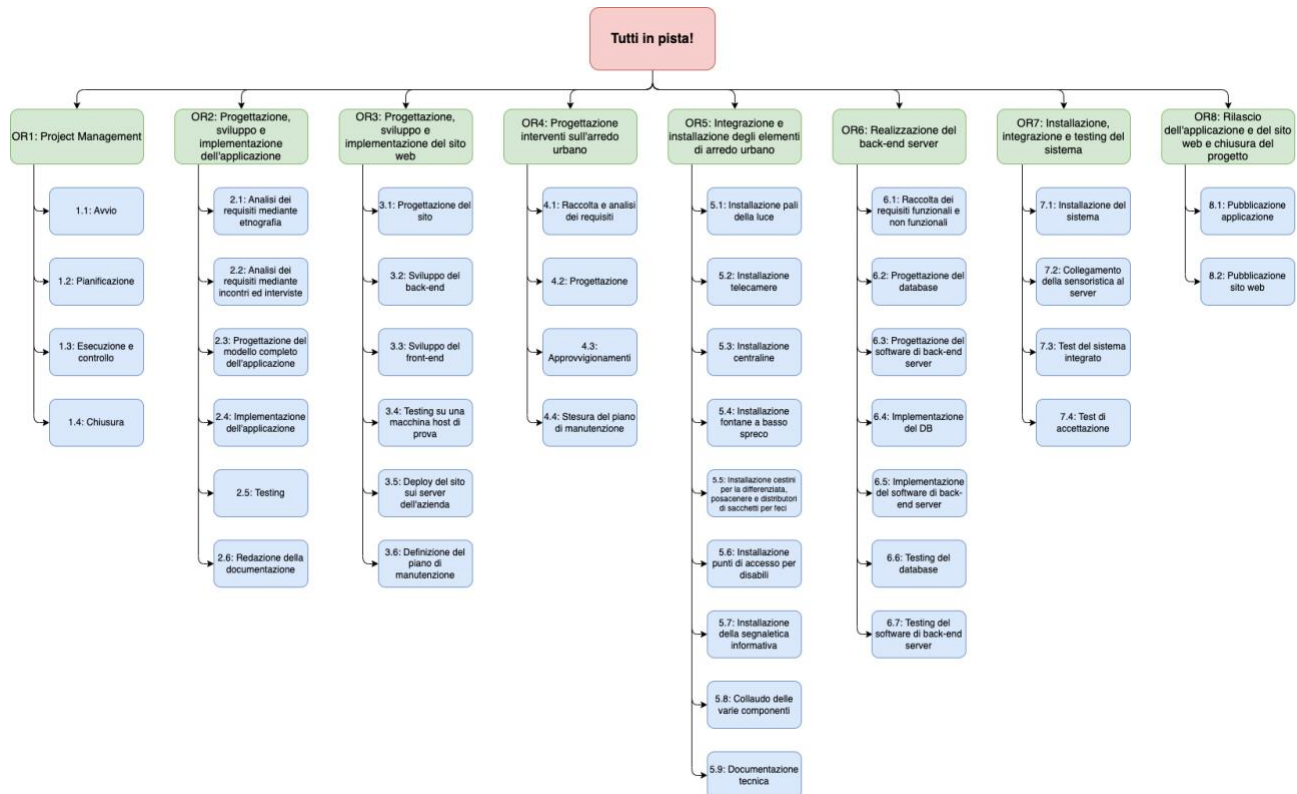 Tutti in pista!
OR1: Project Management
1.1: Avvio
1.2: Pianificazione
1.3: Esecuzione e
controllo
1.4: Chiusura
OR2: Progettazione,
sviluppo e
implementazione
dell'applicazione
2.1: Analisi dei
requisiti mediante
etnografia
2.2: Analisi dei
requisiti mediante
incontri ed interviste
2.3: Progettazione del
modello completo
dell'applicazione
2.4: Implementazione
dell'applicazione
2.5: Testing
2.6: Redazione della
documentazione
OR3: Progettazione,
sviluppo e
implementazione del sito
web
3.1: Progettazione del
sito
3.2: Sviluppo del
back-end
3.3: Sviluppo del
front-end
3.4: Testing su una
macchina host di
prova
3.5: Deploy del sito
sui server
dell'azienda
3.6: Definizione del
piano di
manutenzione
OR4: Progettazione
interventi sull'arredo
urbano
4.1: Raccolta e analisi
dei requisiti
4.2: Progettazione
4.3:
Approvvigionamenti
4.4: Stesura del piano
di manutenzione
OR5: Integrazione e
installazione degli elementi
di arredo urbano
5.1: Installazione pali
della luce
5.2: Installazione
telecamere
5.3: Installazione
centraline
5.4: Installazione
fontane a basso
spreco
5.5: Installazione cestini
per la differenziata,
posacenere e distributori
di sacchetti per feci
5.6: Installazione
punti di accesso per
disabili
5.7: Installazione
della segnaletica
informativa
5.8: Collaudo delle
varie componenti
5.9: Documentazione
tecnica
OR6: Realizzazione del
back-end server
6.1: Raccolta dei
requisiti funzionali e
non funzionali
6.2: Progettazione del
database
6.3: Progettazione del
software di back-end
server
6.4: Implementazione
del DB
6.5: Implementazione
del software di back-
end server
6.6: Testing del
database
6.7: Testing del
software di back-end
server
OR7: Installazione,
integrazione e testing del
sistema
7.1: Installazione del
sistema
7.2: Collegamento
della sensoristica al
server
7.3: Test del sistema
integrato
7.4: Test di
accettazione
OR8: Rilascio
dell'applicazione e del sito
web e chiusura del
progetto
8.1: Pubblicazione
applicazione
8.2: Pubblicazione
sito web